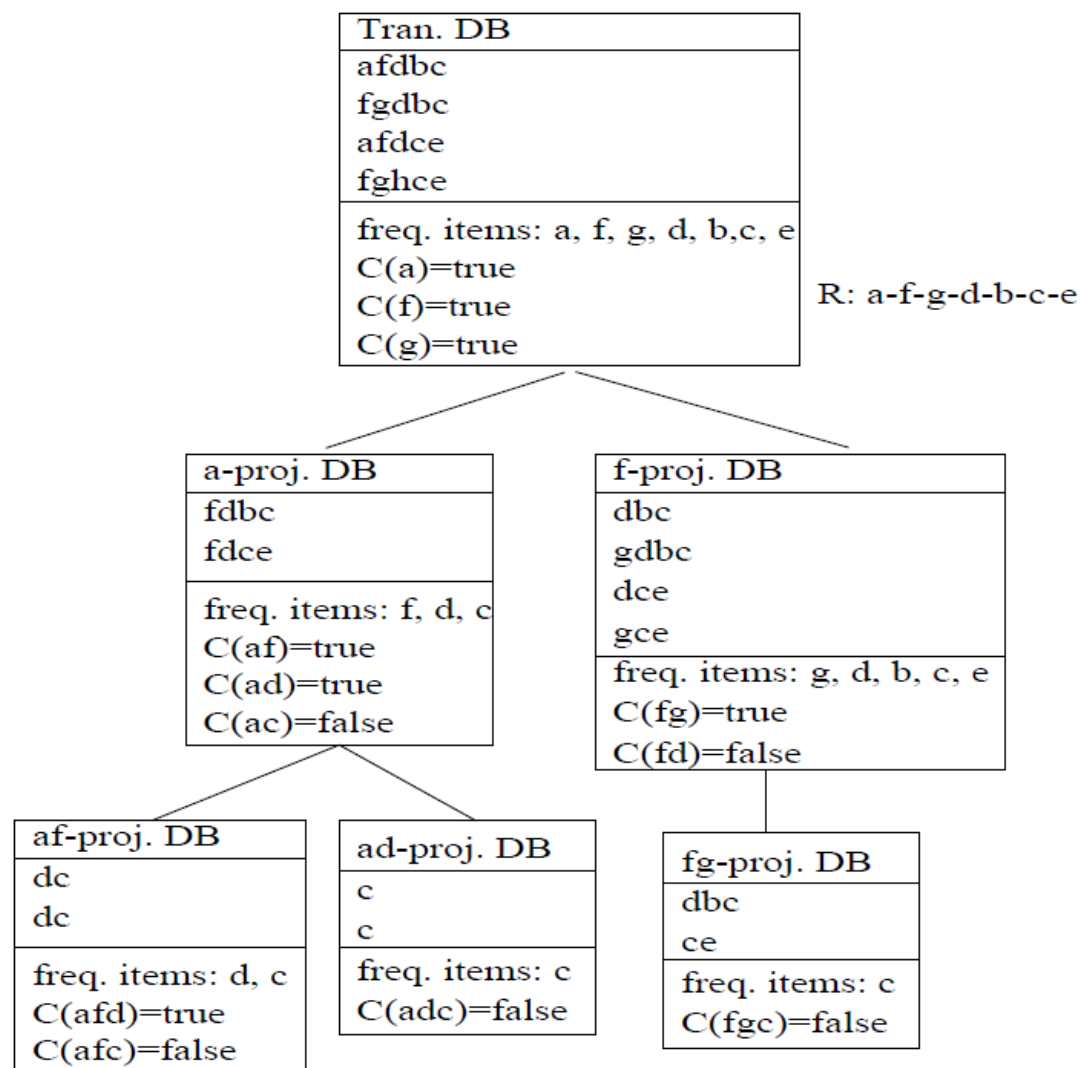 Tran. DB
afdbc
fgdbc
afdce
fghce
freq. items: a, f, g, d, b,c, e
C(a)=true
C(f)=true
C(g)=true
R: a-f-g-d-b-c-e
a-proj. DB
fdbc
fdce
freq. items: f, d, c
C(af)=true
C(ad)=true
C(ac)=false
f-proj. DB
dbc
gdbc
dce
gce
freq. items: g, d, b, c, e
C(fg)=true
C(fd)=false
af-proj. DB
dc
dc
freq. items: d, c
C(afd)=true
C(afc)=false
ad-proj. DB
c
c
freq. items: c
C(adc)=false
fg-proj. DB
dbc
ce
freq. items: c
C(fgc)=false